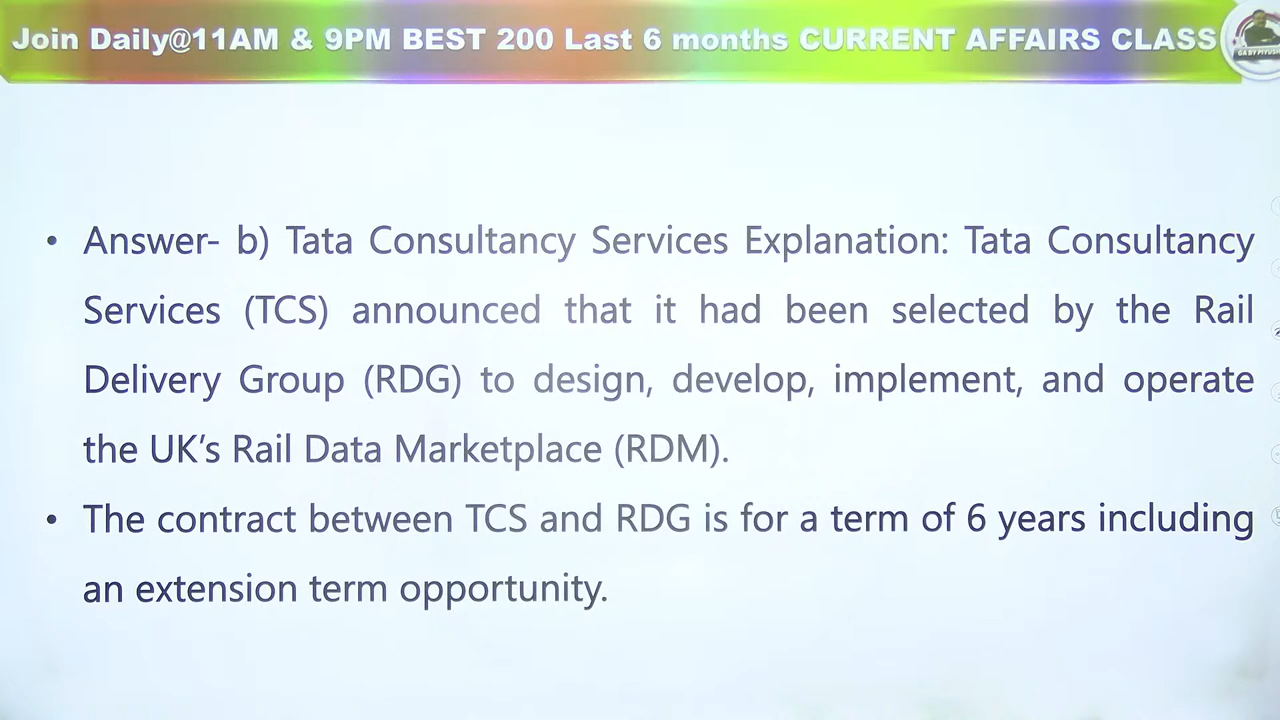 Join Daily@11AM & 9PM BEST 200 Last 6 months CURRENT AFFAIRS CLASS
GA BY PIYUSH
• Answer- b) Tata Consultancy Services Explanation: Tata Consultancy
Services (TCS) announced that it had been selected by the Rail
Delivery Group (RDG) to design, develop, implement, and operate
the UK’s Rail Data Marketplace (RDM).
• The contract between TCS and RDG is for a term of 6 years including
an extension term opportunity.